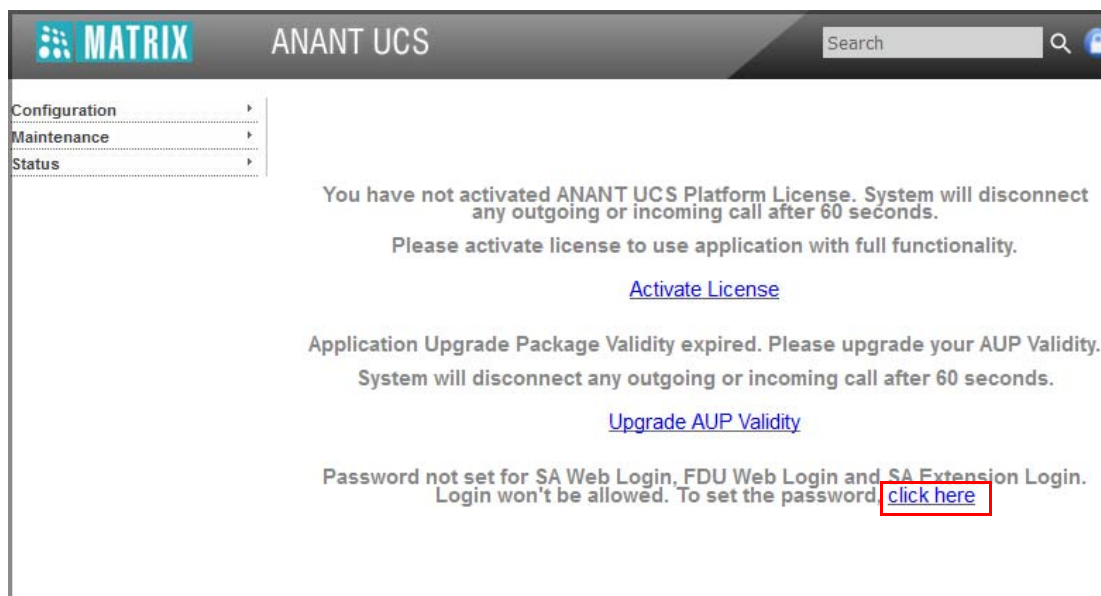 MATRIX ANANT UCS Search
Configuration
Maintenance
Status
You have not activated ANANT UCS Platform License. System will disconnect
any outgoing or incoming call after 60 seconds.
Please activate license to use application with full functionality.
Activate License
Application Upgrade Package Validity expired. Please upgrade your AUP Validity.
System will disconnect any outgoing or incoming call after 60 seconds.
Upgrade AUP Validity
Password not set for SA Web Login, FDU Web Login and SA Extension Login.
Login won't be allowed. To set the password, click here